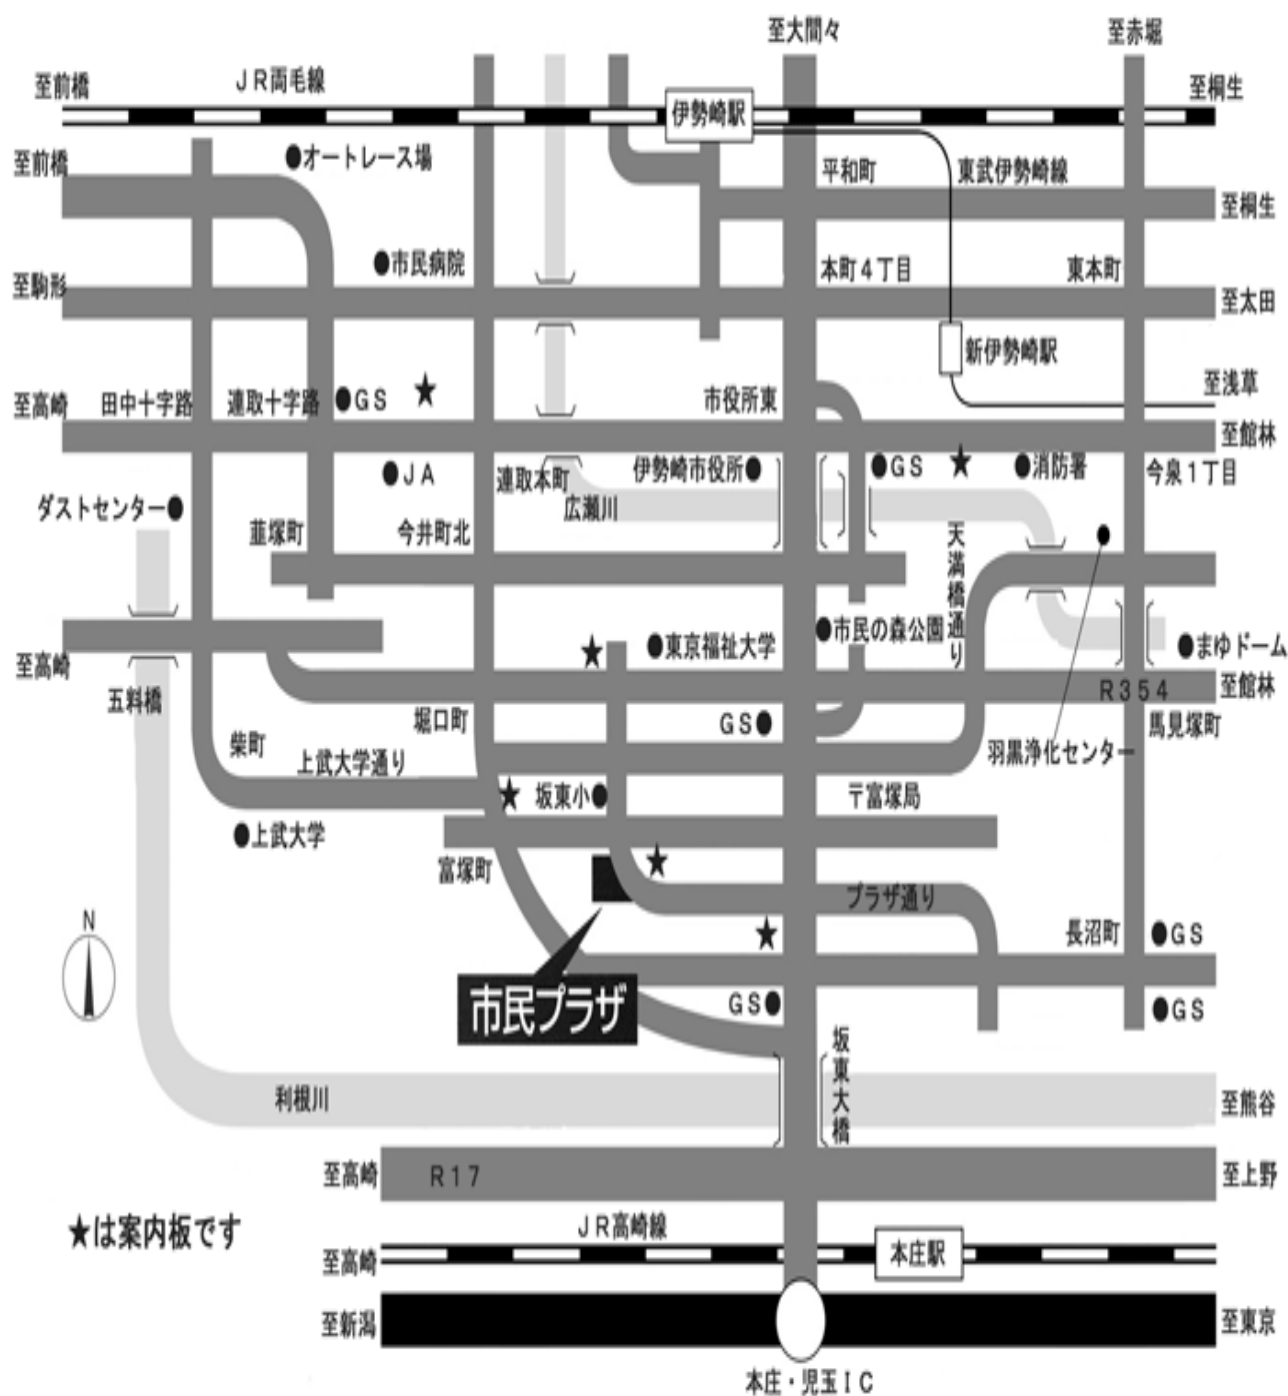 至大間々
至赤堀
至前橋
JR両毛線
伊勢崎駅
至桐生
至前橋
●オートレース場
平和町
東武伊勢崎線
至桐生
●市民病院
至駒形
本町4丁目
東本町
至太田
新伊勢崎駅
至浅草
至高崎
田中十字路
連取十字路
●GS
★
市役所東
至館林
●JA
連取本町
伊勢崎市役所●
●GS
★
●消防署
今泉1丁目
ダストセンター●
広瀬川
韮塚町
今井町北
天満橋通り
★
●東京福祉大学
●市民の森公園
●まゆドーム
至高崎
五料橋
R354
至館林
堀口町
GS●
馬見塚町
柴町
上武大学通り
羽黒浄化センター
★
坂東小●
〒富塚局
●上武大学
富塚町
★
プラザ通り
N
★
長沼町
●GS
市民プラザ
GS●
●GS
坂東大橋
利根川
至熊谷
至高崎
R17
至上野
★は案内板です
JR高崎線
至高崎
本庄駅
至新潟
至東京
本庄・児玉IC